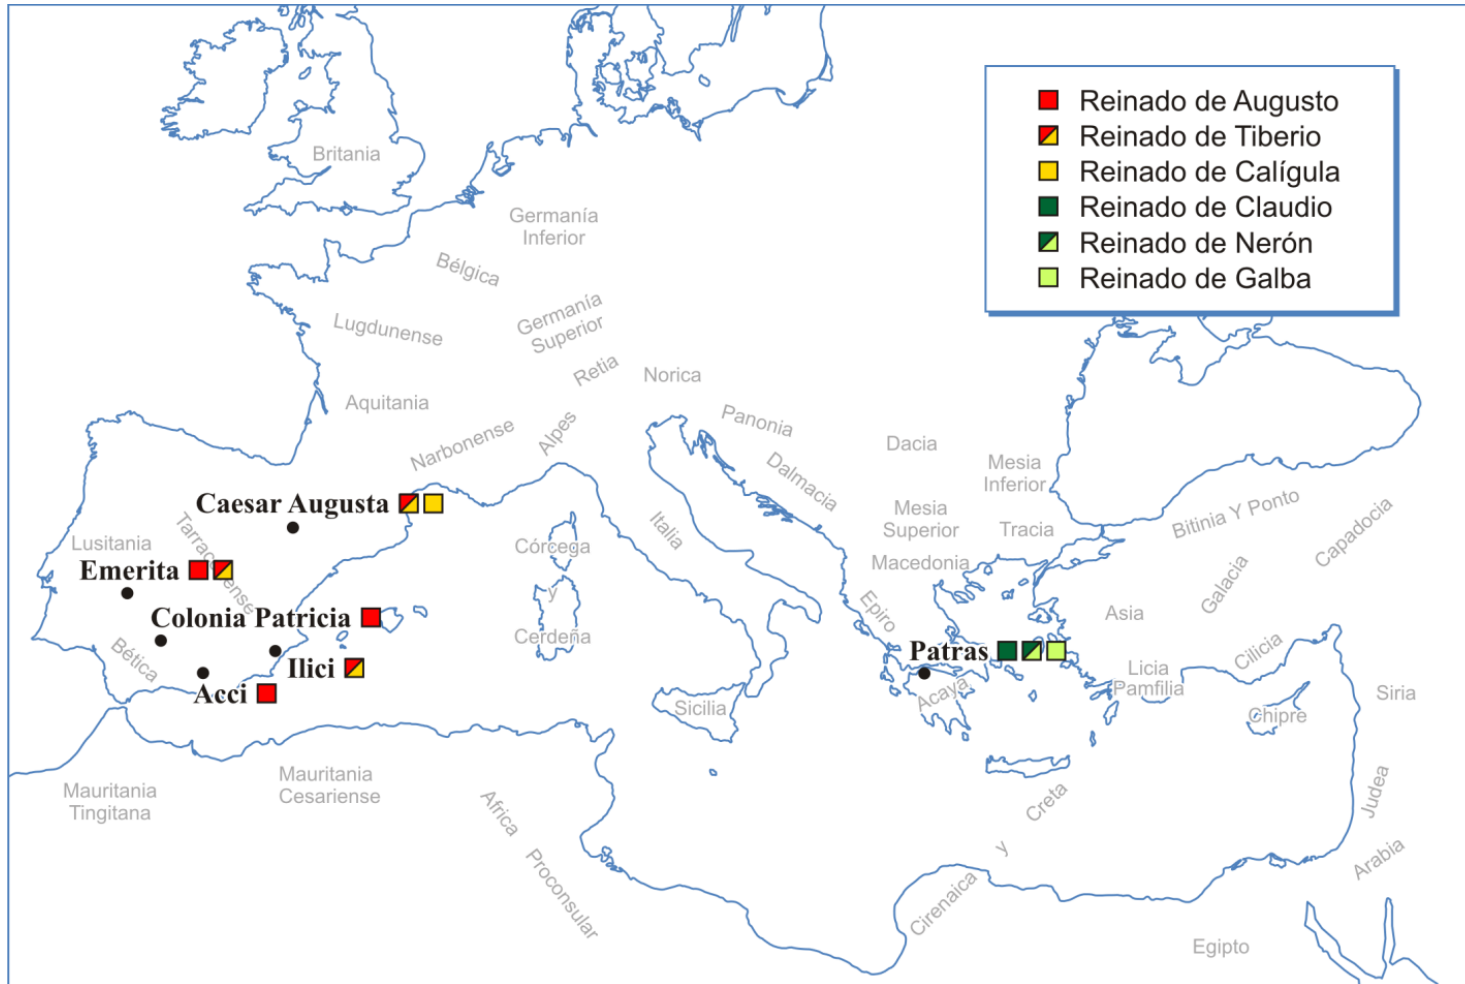 Reinado de Augusto
Reinado de Tiberio
Reinado de Calígula
Reinado de Claudio
Reinado de Nerón
Reinado de Galba
Britania
Germanía
Inferior
Bélgica
Lugdunense
Germanía
Superior
Retia
Norica
Aquitania
Narbonense
Alpes
Panonia
Dacia
Dalmacia
Mesia
Inferior
Caesar Augusta
Tarraconense
Lusitania
Emerita
Córcega
y
Cerdeña
Italia
Mesia
Superior
Tracia
Macedonia
Bitinia Y Ponto
Capadocia
Galacia
Asia
Epiro
Colonia Patricia
Bética
Ilici
Acci
Patras
Acaya
Licia
Pamfilia
Cilicia
Siria
Chipre
Sicilia
Mauritania
Tingitana
Mauritania
Cesariense
Africa
Proconsular
Creta
y
Cirenaica
Judea
Arabia
Egipto